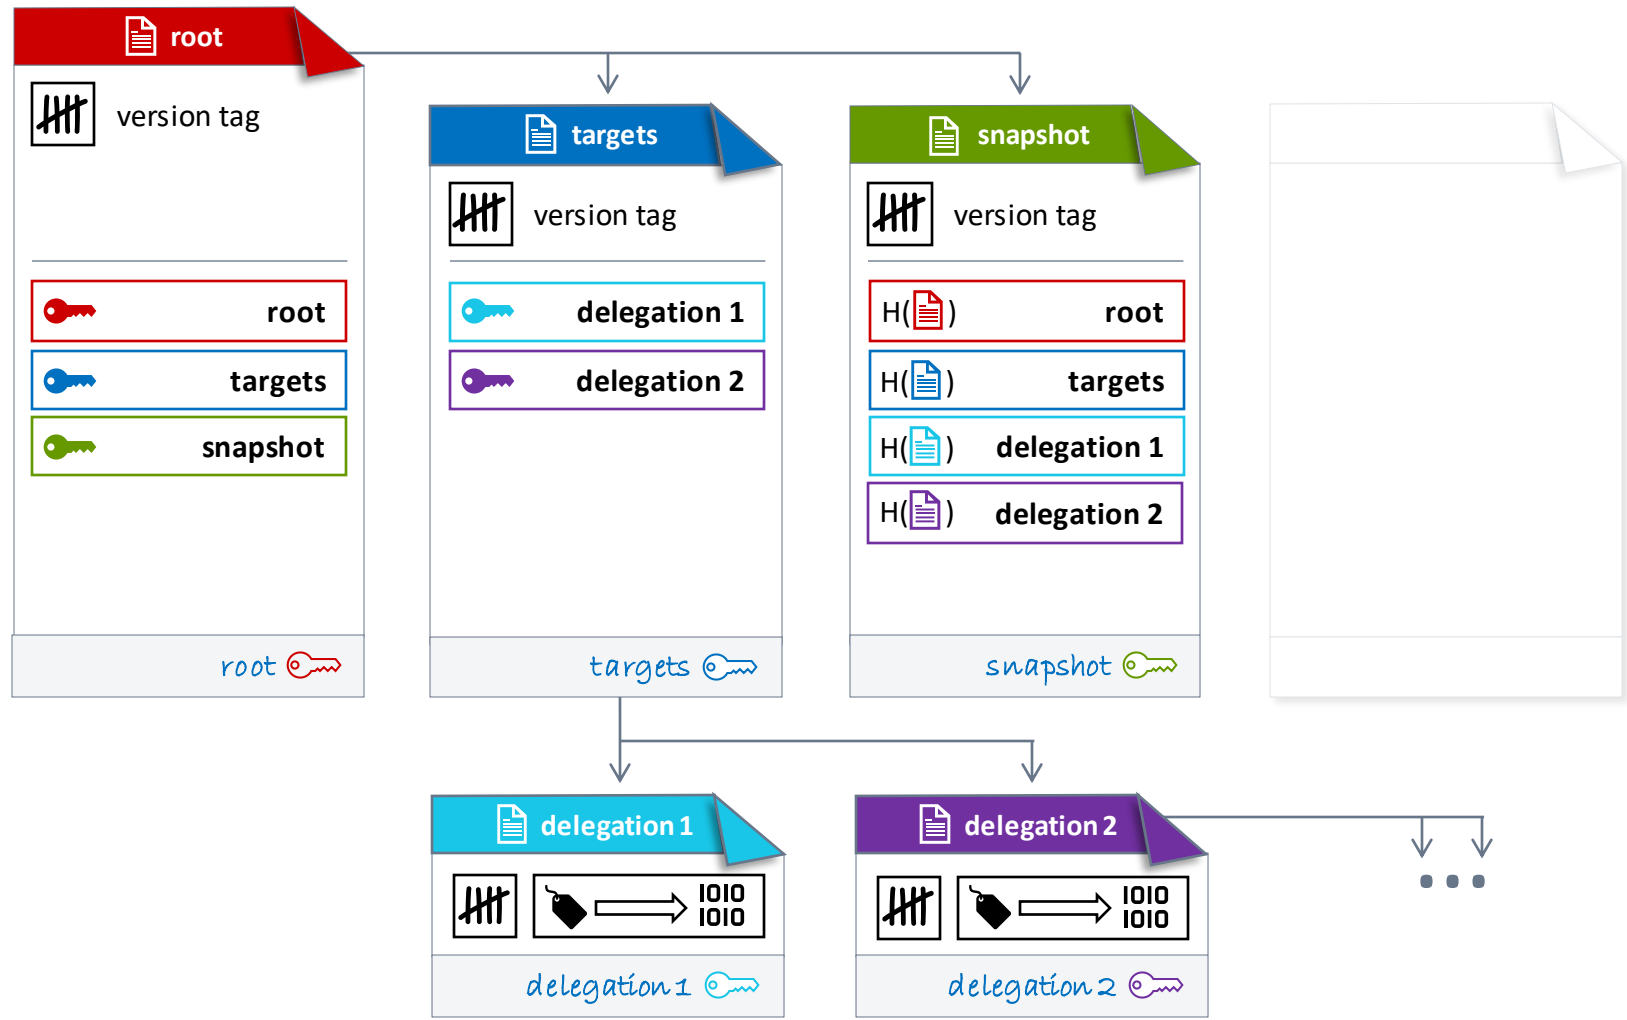 root
version tag
root
targets
snapshot
root
targets
version tag
delegation 1
delegation 2
targets
snapshot
version tag
H( ) root
H( ) targets
H( ) delegation 1
H( ) delegation 2
snapshot
delegation 1
1010
1010
delegation 1
delegation 2
1010
1010
delegation 2